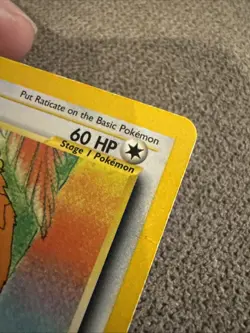 Put Raticate on the Basic Pokémon
60 HP
Stage 1 Pokémon